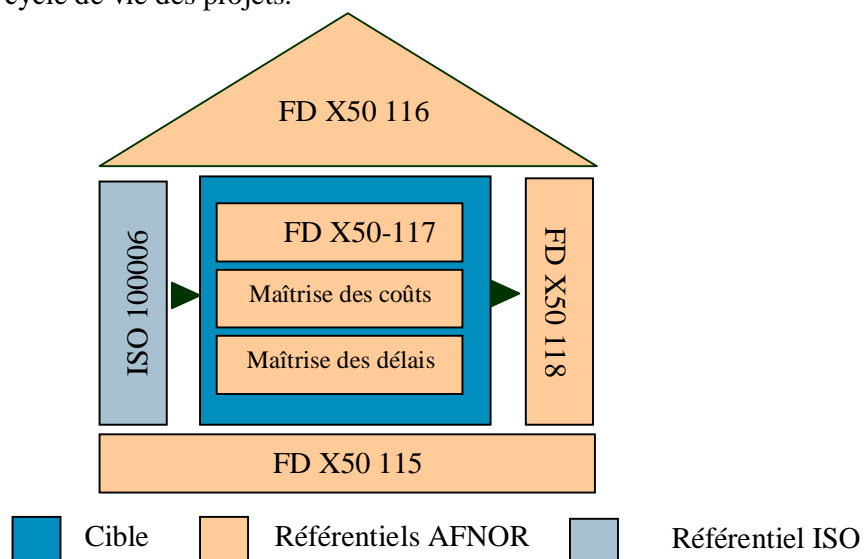 cycle de vie des projets.
FD X50 116
ISO 100006
FD X50-117
Maîtrise des coûts
Maîtrise des délais
FD X50 118
FD X50 115
Cible
Référentiels AFNOR
Référentiel ISO